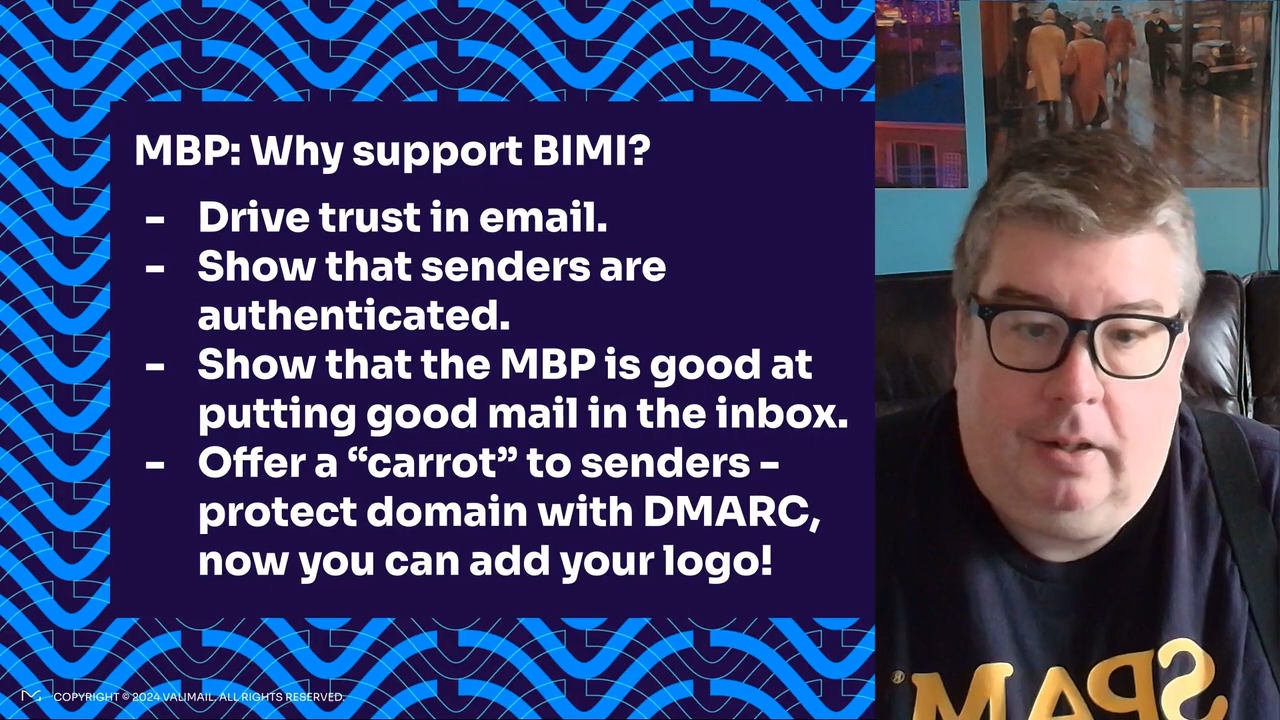 MBP: Why support BIMI?
- Drive trust in email.
- Show that senders are
authenticated.
- Show that the MBP is good at
putting good mail in the inbox.
- Offer a “carrot” to senders –
protect domain with DMARC,
now you can add your logo!
COPYRIGHT © 2024 VALIMAIL. ALL RIGHTS RESERVED.
SPAM®